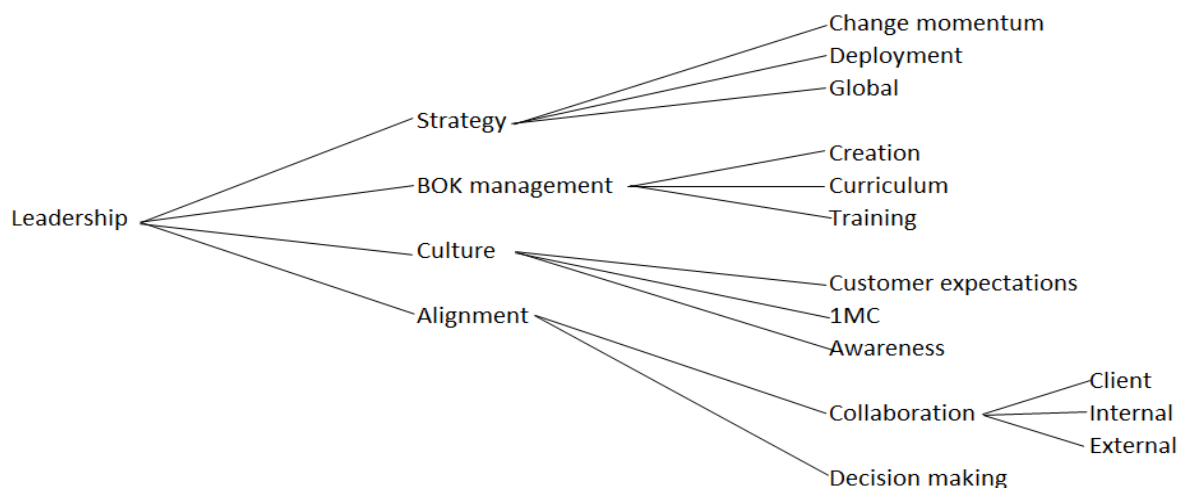 Change momentum
Deployment
Global
Strategy
Creation
BOK management
Curriculum
Training
Leadership
Culture
Customer expectations
1MC
Alignment
Awareness
Client
Collaboration
Internal
External
Decision making